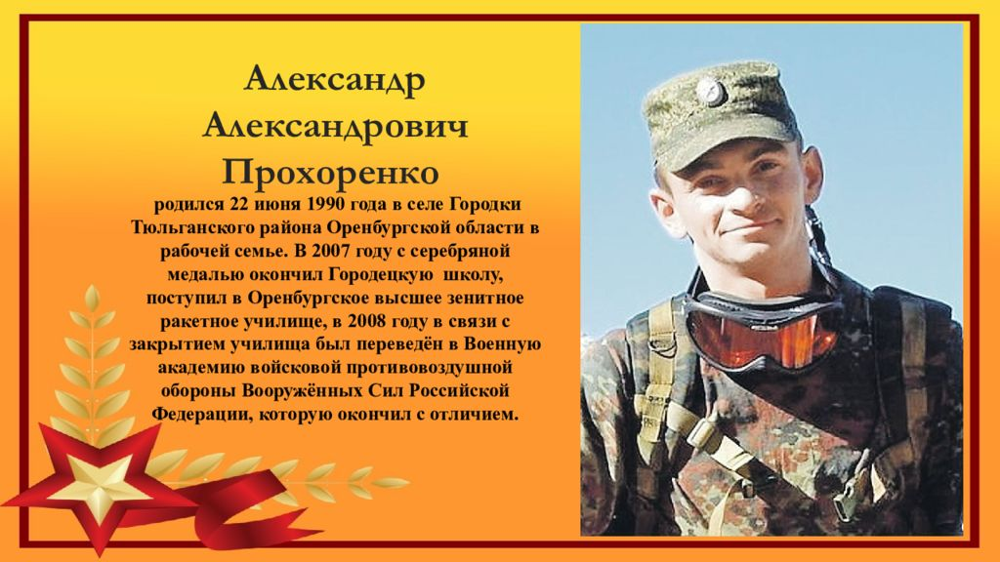 Александр
Александрович
Прохоренко
родился 22 июня 1990 года в селе Городки
Тюльганского района Оренбургской области в
рабочей семье. В 2007 году с серебряной
медалью окончил Городецкую школу,
поступил в Оренбургское высшее зенитное
ракетное училище, в 2008 году в связи с
закрытием училища был переведён в Военную
академию войсковой противовоздушной
обороны Вооружённых Сил Российской
Федерации, которую окончил с отличием.